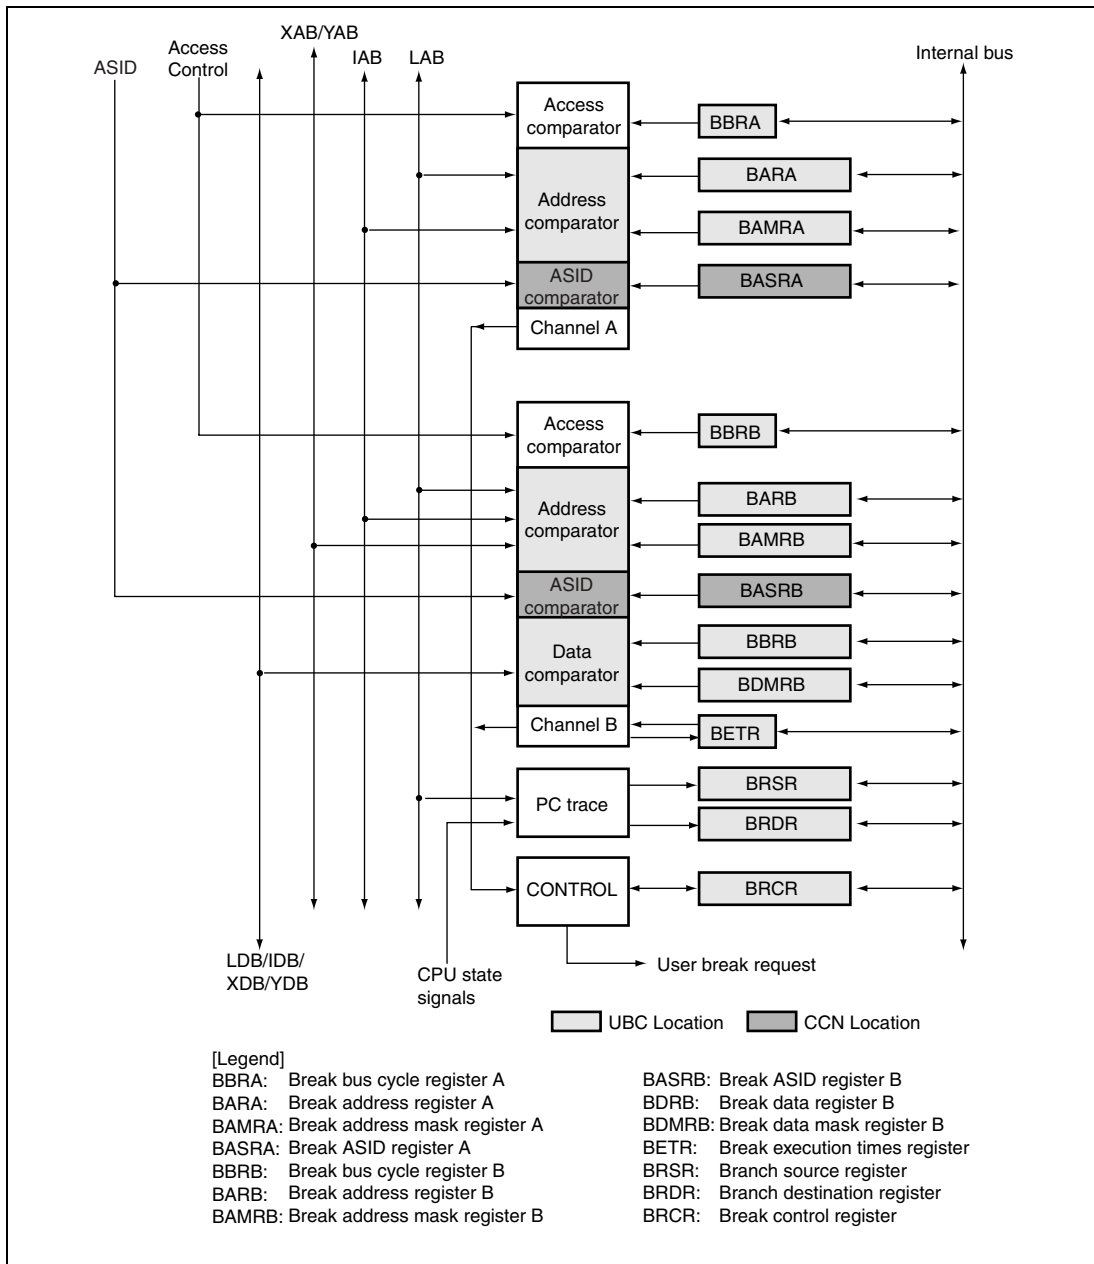 XAB/YAB
Access
Control
ASID
IAB
LAB
Internal bus
Access
comparator
BBRA
Address
comparator
BARA
BAMRA
ASID
comparator
BASRA
Channel A
Access
comparator
BBRB
Address
comparator
BARB
BAMRB
ASID
comparator
BASRB
Data
comparator
BBRB
BDMRB
Channel B
BETR
PC trace
BRSR
BRDR
CONTROL
BRCR
LDB/IDB/
XDB/YDB
CPU state
signals
User break request
UBC Location
CCN Location
[Legend]
BBRA: Break bus cycle register A
BARA: Break address register A
BAMRA: Break address mask register A
BASRA: Break ASID register A
BBRB: Break bus cycle register B
BARB: Break address register B
BAMRB: Break address mask register B
BASRB: Break ASID register B
BDRB: Break data register B
BDMRB: Break data mask register B
BETR: Break execution times register
BRSR: Branch source register
BRDR: Branch destination register
BRCR: Break control register